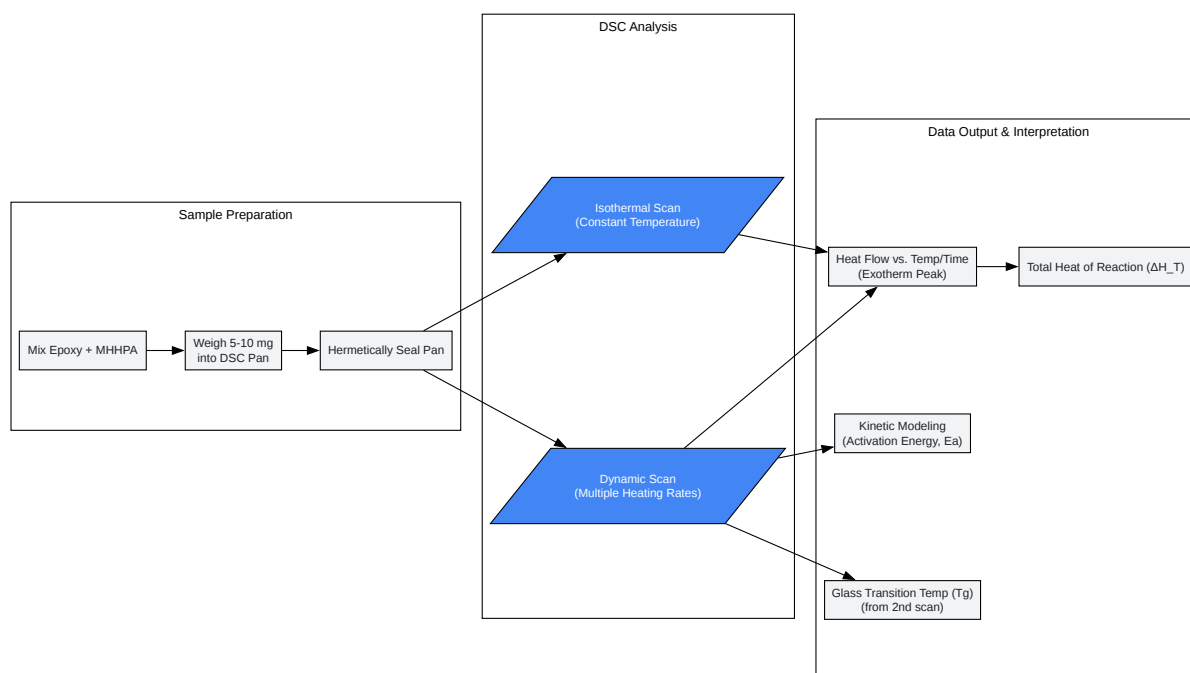 Sample Preparation
Mix Epoxy + MHHPA
Weigh 5-10 mg
into DSC Pan
Hermetically Seal Pan
DSC Analysis
Isothermal Scan
(Constant Temperature)
Dynamic Scan
(Multiple Heating Rates)
Data Output & Interpretation
Heat Flow vs. Temp/Time
(Exotherm Peak)
Total Heat of Reaction (ΔH_T)
Kinetic Modeling
(Activation Energy, Ea)
Glass Transition Temp (Tg)
(from 2nd scan)